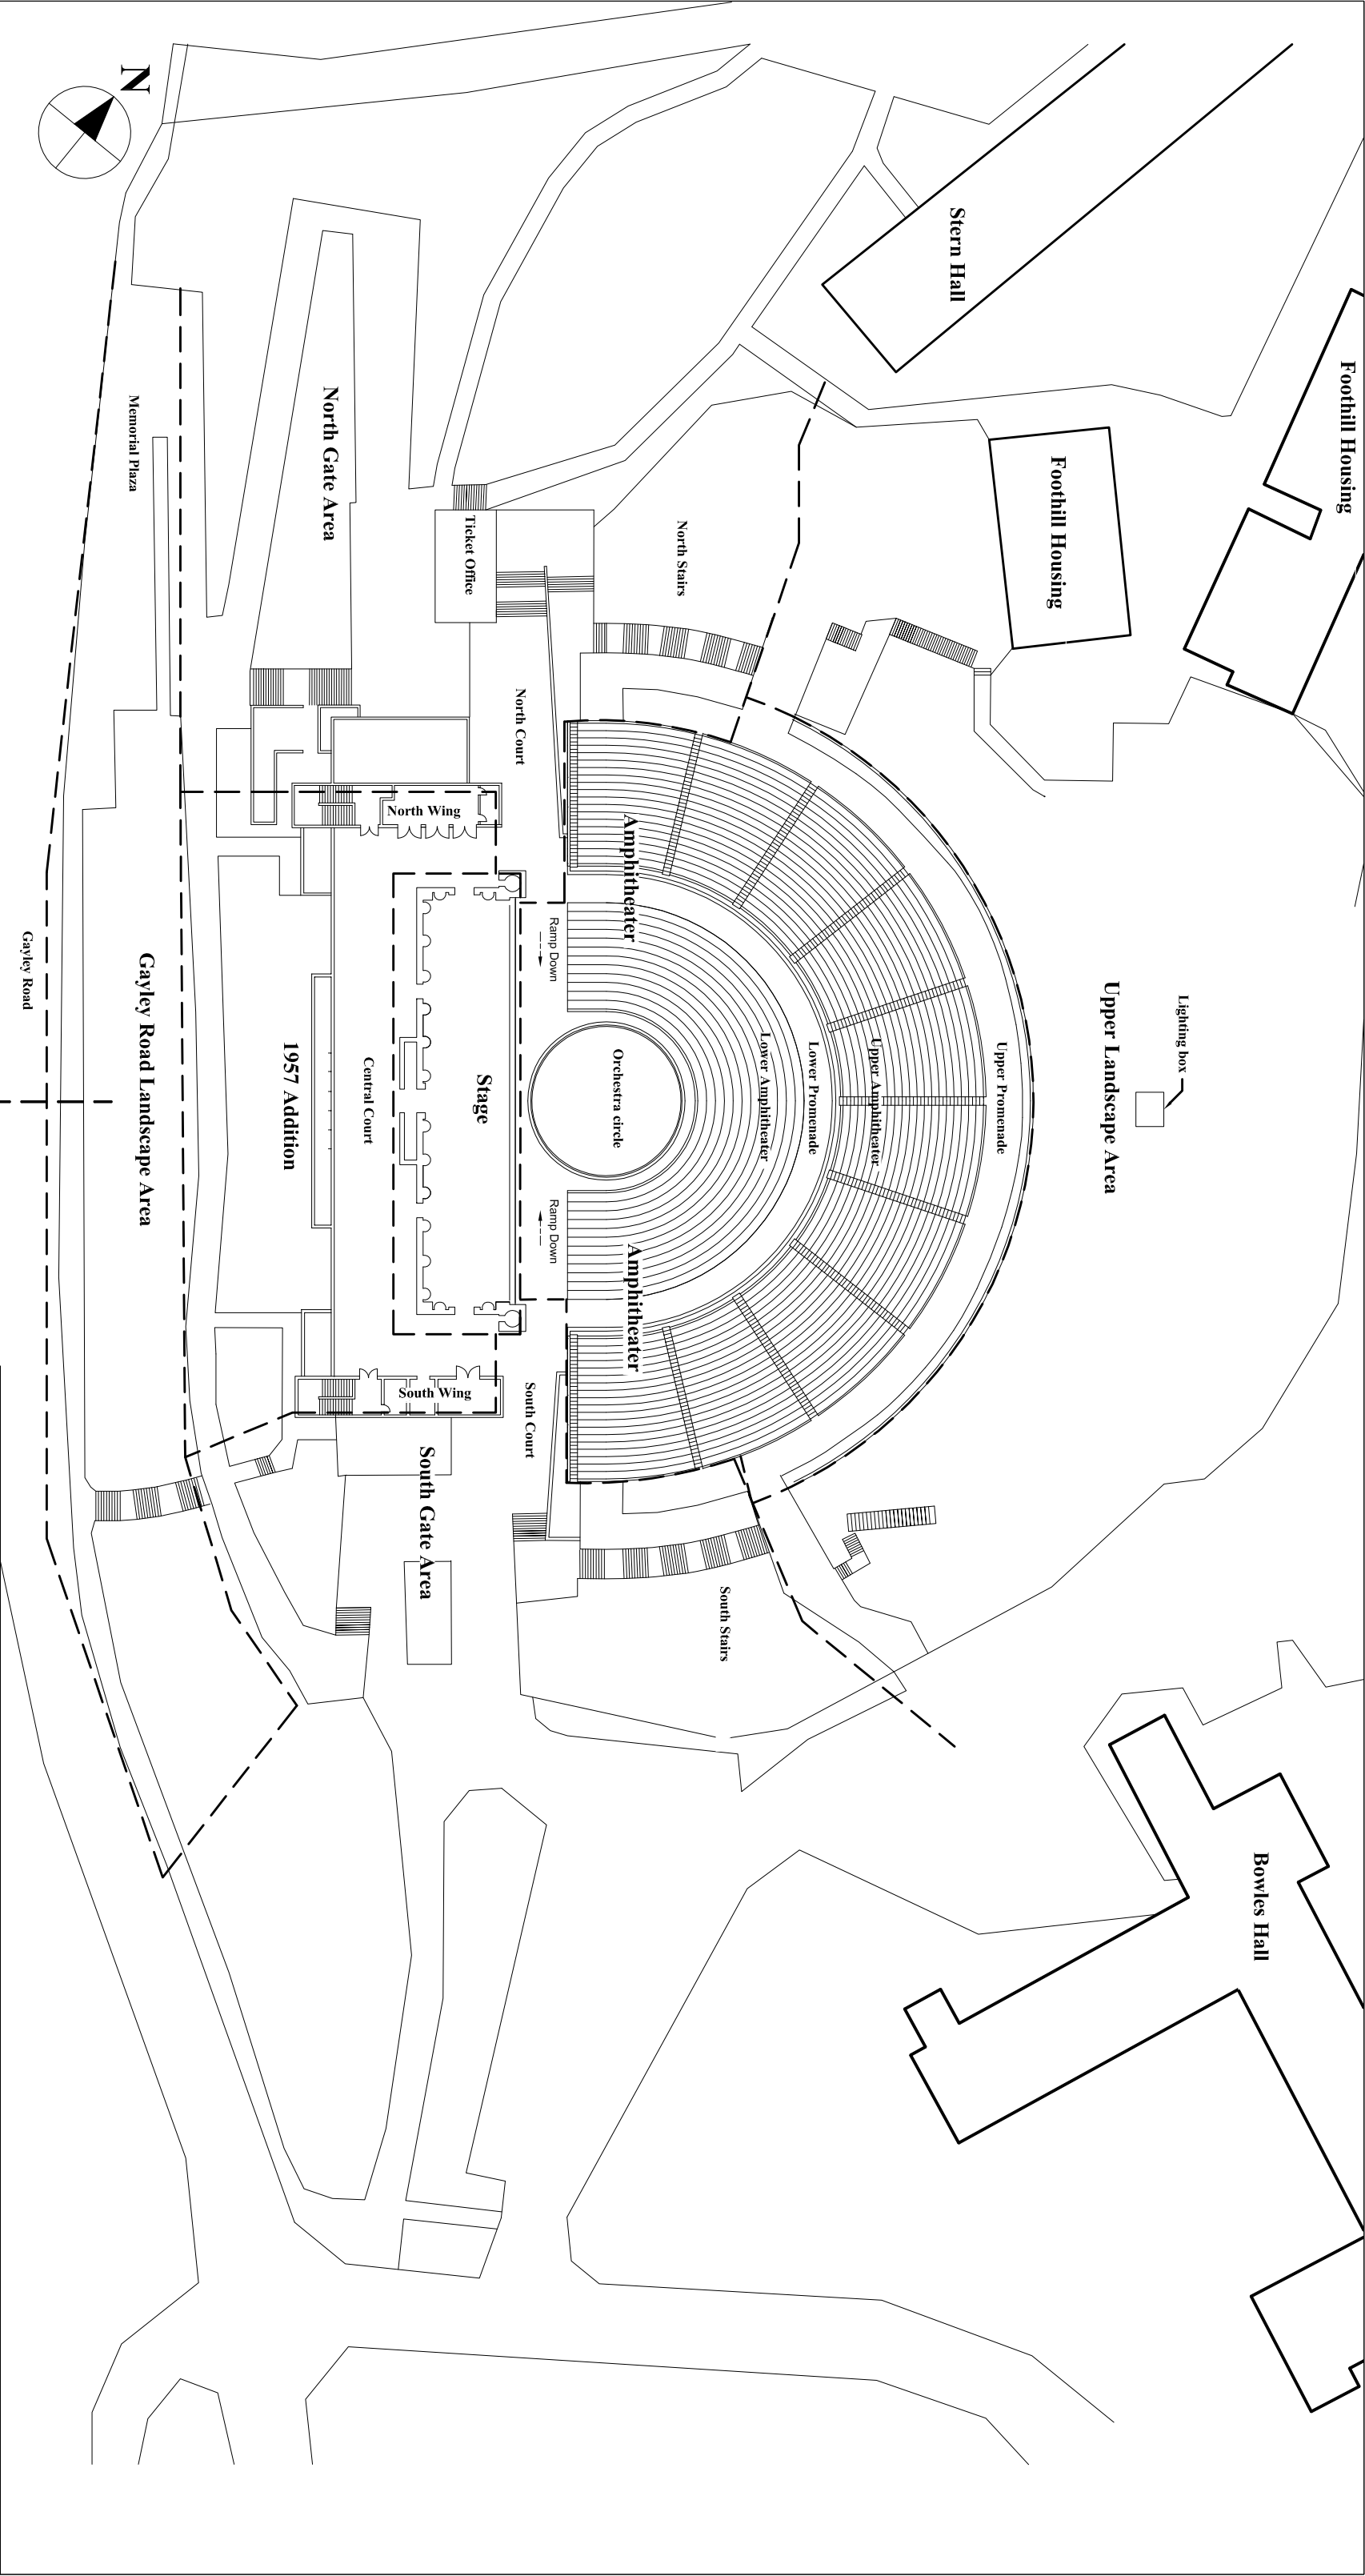 N
Stern Hall
Foothill Housing
Foothill Housing
Memorial Plaza
North Gate Area
Ticket Office
North Stairs
North Court
North Wing
Amphitheater
Ramp Down
Gayley Road
Gayley Road Landscape Area
1957 Addition
Central Court
Stage
Orchestra circle
Lower Amphitheater
Lower Promenade
Upper Amphitheater
Upper Promenade
Upper Landscape Area
Lighting box
Ramp Down
Amphitheater
South Wing
South Court
South Gate Area
South Stairs
Bowles Hall